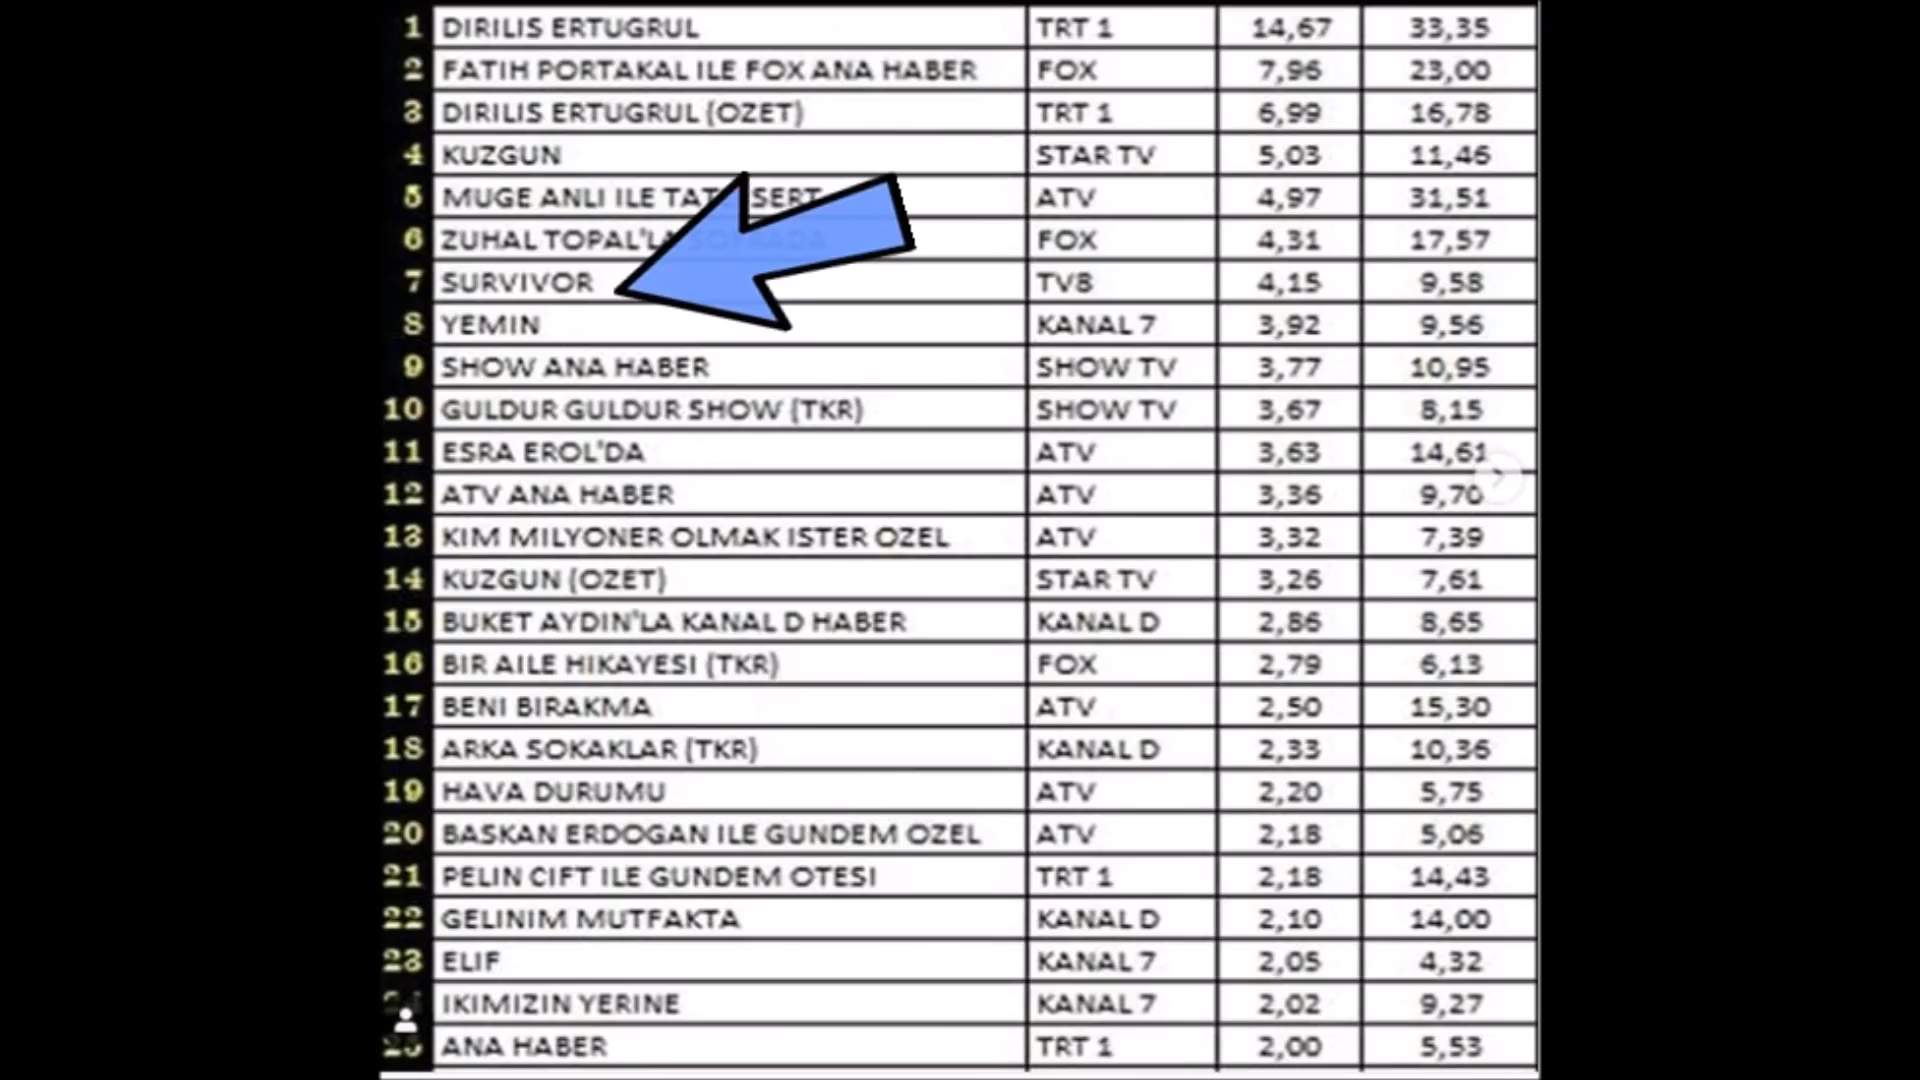 1 DIRILIS ERTUGRUL TRT 1 14,67 33,35
2 FATIH PORTAKAL ILE FOX ANA HABER FOX 7,96 23,00
3 DIRILIS ERTUGRUL (OZET) TRT 1 6,99 16,78
4 KUZGUN STAR TV 5,03 11,46
5 MUGE ANLI ILE SERT ATV 4,97 31,51
6 ZUHAL TOPAL'LA SOFRADA FOX 4,31 17,57
7 SURVIVOR TV8 4,15 9,58
8 YEMIN KANAL 7 3,92 9,56
9 SHOW ANA HABER SHOW TV 3,77 10,95
10 GULDUR GULDUR SHOW (TKR) SHOW TV 3,67 8,15
11 ESRA EROL'DA ATV 3,63 14,61
12 ATV ANA HABER ATV 3,36 9,70
13 KIM MILYONER OLMAK ISTER OZEL ATV 3,32 7,39
14 KUZGUN (OZET) STAR TV 3,26 7,61
15 BUKET AYDIN'LA KANAL D HABER KANAL D 2,86 8,65
16 BIR AILE HIKAYESI (TKR) FOX 2,79 6,13
17 BENI BIRAKMA ATV 2,50 15,30
18 ARKA SOKAKLAR (TKR) KANAL D 2,33 10,36
19 HAVA DURUMU ATV 2,20 5,75
20 BASKAN ERDOGAN ILE GUNDEM OZEL ATV 2,18 5,06
21 PELIN CIFT ILE GUNDEM OTESI TRT 1 2,18 14,43
22 GELINIM MUTFAKTA KANAL D 2,10 14,00
23 ELIF KANAL 7 2,05 4,32
IKIMIZIN YERINE KANAL 7 2,02 9,27
25 ANA HABER TRT 1 2,00 5,53